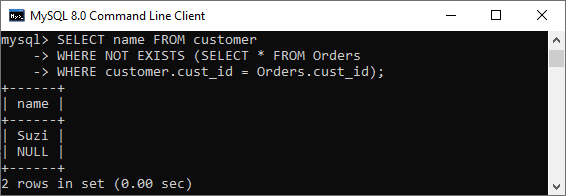 MySQL 8.0 Command Line Client
mysql> SELECT name FROM customer
    -> WHERE NOT EXISTS (SELECT * FROM Orders
    -> WHERE customer.cust_id = Orders.cust_id);
+------+
| name |
+------+
| Suzi |
| NULL |
+------+
2 rows in set (0.00 sec)